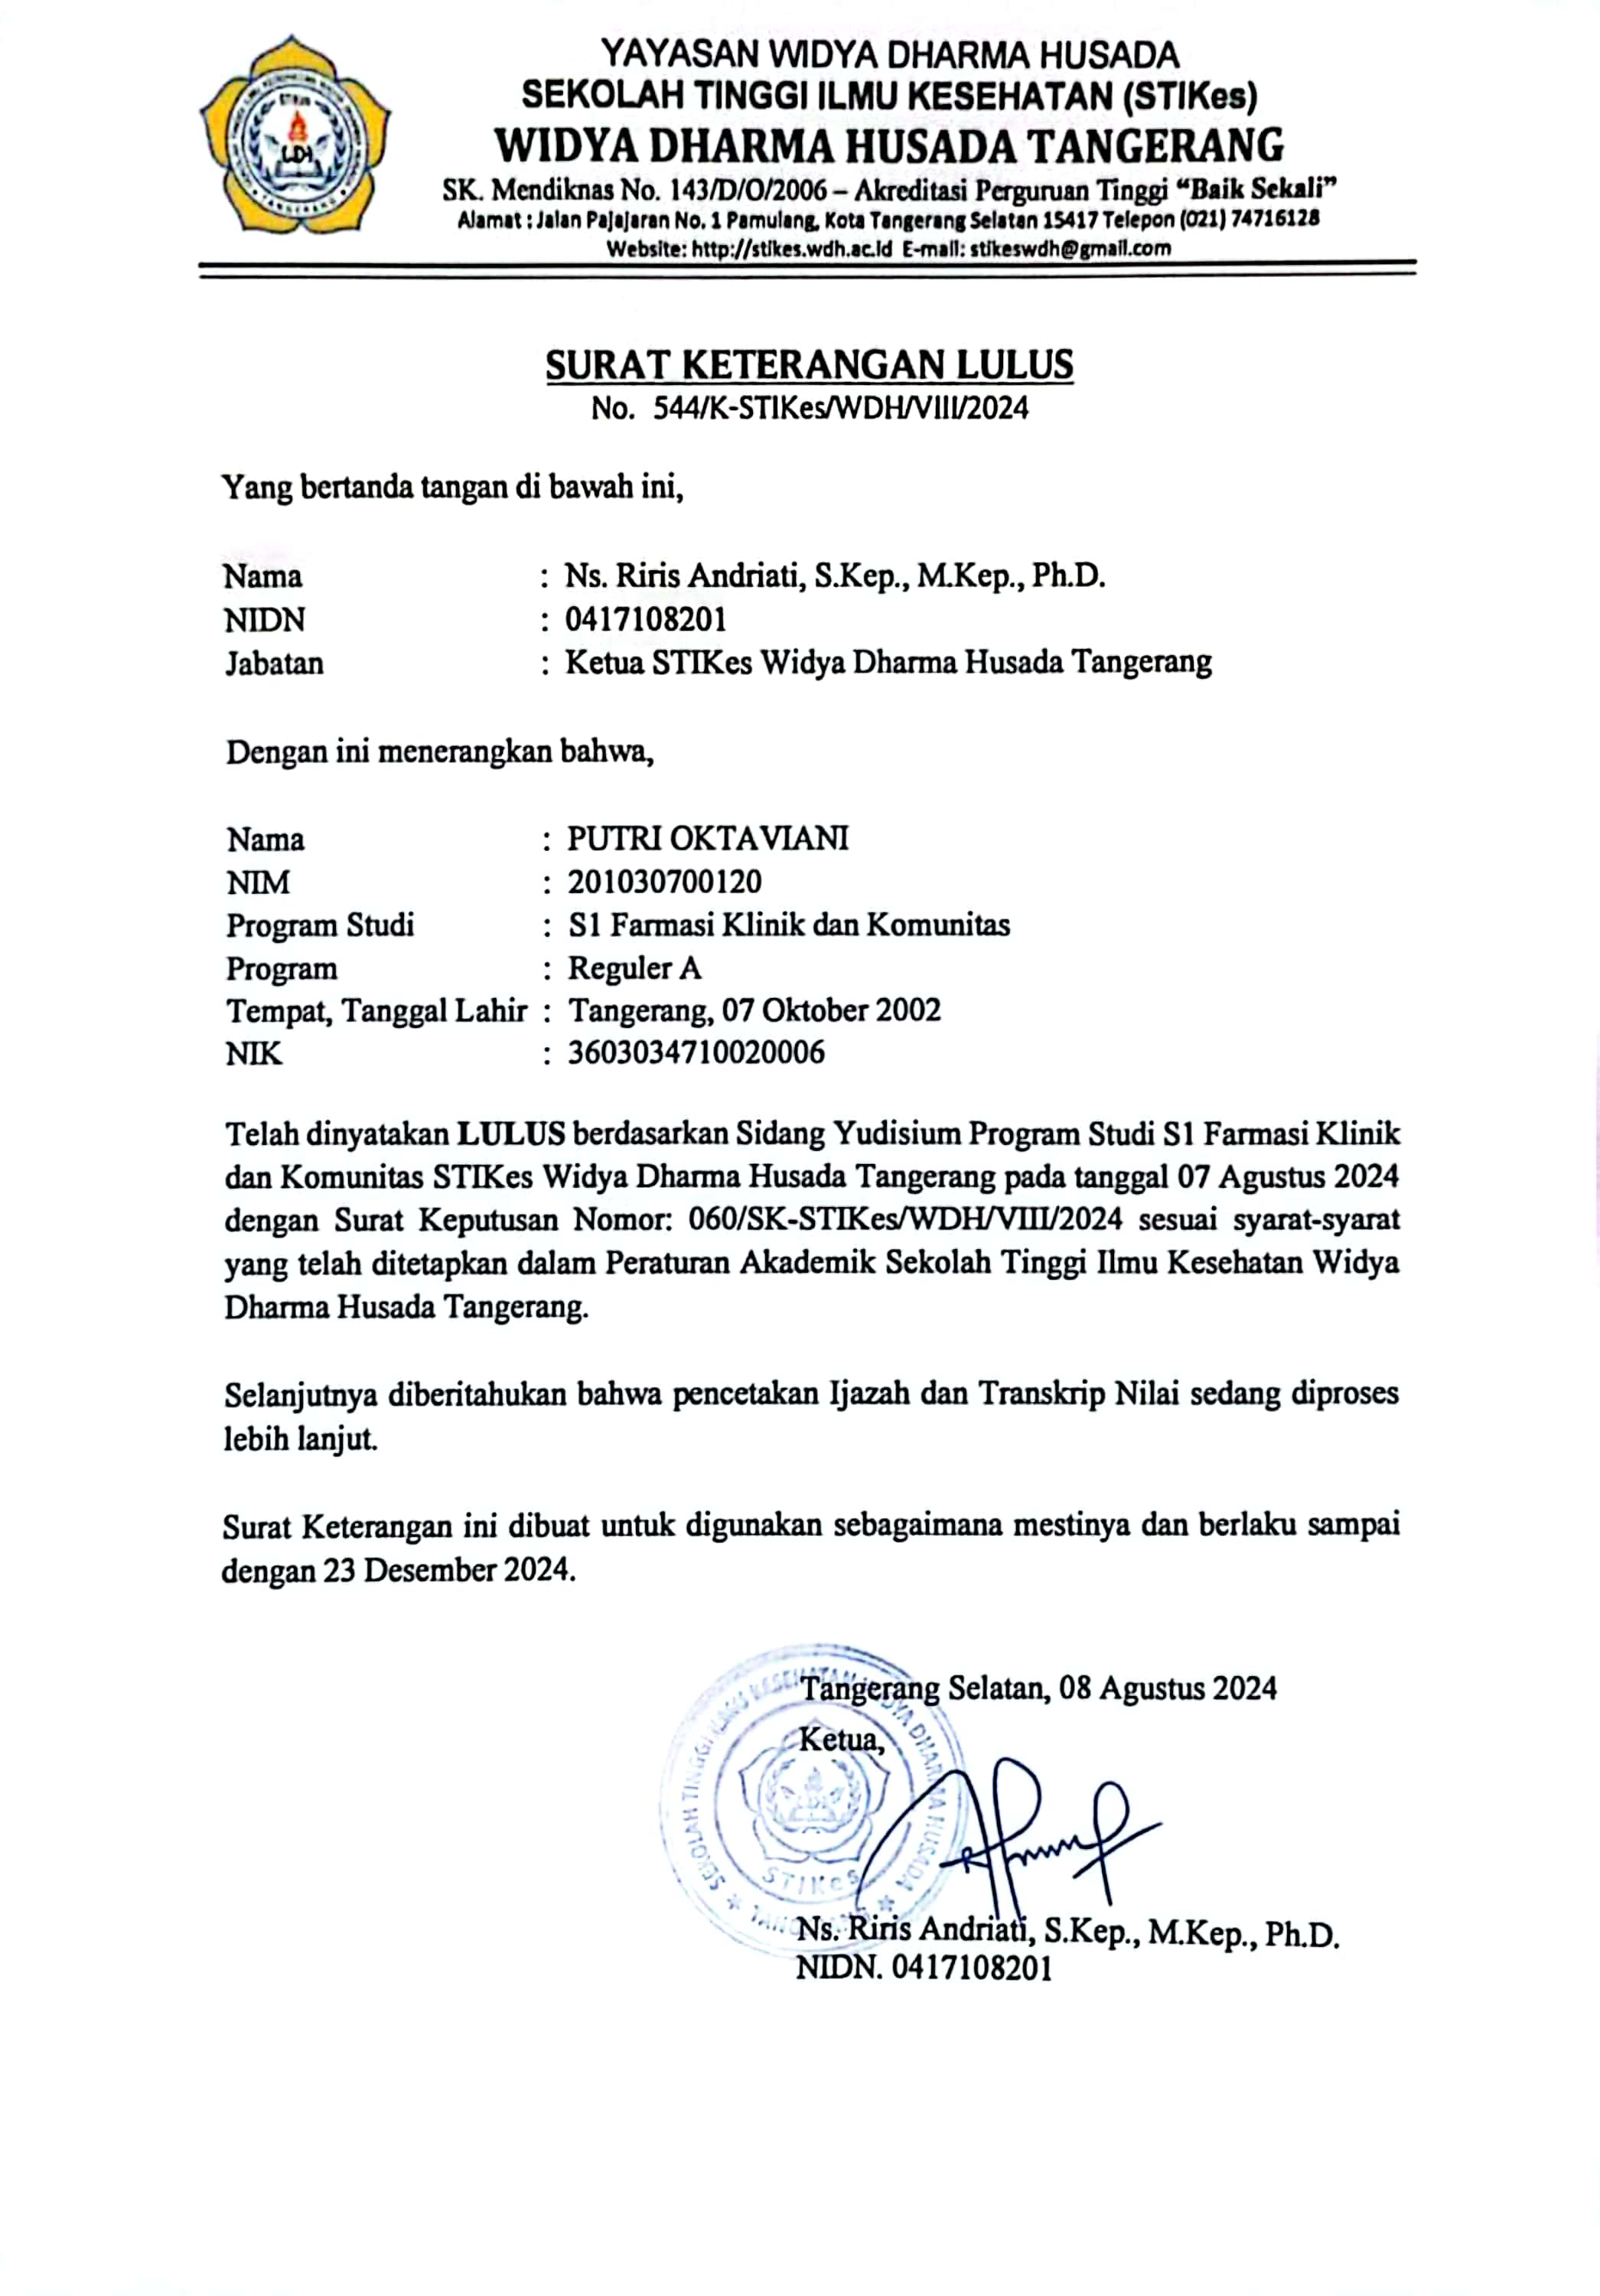 YAYASAN WIDYA DHARMA HUSADA
SEKOLAH TINGGI ILMU KESEHATAN (STIKes)
WIDYA DHARMA HUSADA TANGERANG
SK. Mendiknas No. 143/D/O/2006 – Akreditasi Perguruan Tinggi “Baik Sekali”
Alamat : Jalan Pajajaran No. 1 Pamulang, Kota Tangerang Selatan 15417 Telepon (021) 74716128
Website: http://stikes.wdh.ac.id E-mail: stikeswdh@gmail.com
SURAT KETERANGAN LULUS
No. 544/K-STIKes/WDH/VIII/2024
Yang bertanda tangan di bawah ini,
Nama : Ns. Riris Andriati, S.Kep., M.Kep., Ph.D.
NIDN : 0417108201
Jabatan : Ketua STIKes Widya Dharma Husada Tangerang
Dengan ini menerangkan bahwa,
Nama : PUTRI OKTAVIANI
NIM : 201030700120
Program Studi : S1 Farmasi Klinik dan Komunitas
Program : Reguler A
Tempat, Tanggal Lahir : Tangerang, 07 Oktober 2002
NIK : 3603034710020006
Telah dinyatakan LULUS berdasarkan Sidang Yudisium Program Studi S1 Farmasi Klinik
dan Komunitas STIKes Widya Dharma Husada Tangerang pada tanggal 07 Agustus 2024
dengan Surat Keputusan Nomor: 060/SK-STIKes/WDH/VIII/2024 sesuai syarat-syarat
yang telah ditetapkan dalam Peraturan Akademik Sekolah Tinggi Ilmu Kesehatan Widya
Dharma Husada Tangerang.
Selanjutnya diberitahukan bahwa pencetakan Ijazah dan Transkrip Nilai sedang diproses
lebih lanjut.
Surat Keterangan ini dibuat untuk digunakan sebagaimana mestinya dan berlaku sampai
dengan 23 Desember 2024.
Tangerang Selatan, 08 Agustus 2024
Ketua,
SEKOLAH TINGGI ILMU KESEHATAN WIDYA DHARMA HUSADA
STIKes
TANGERANG
Ns. Riris Andriati, S.Kep., M.Kep., Ph.D.
NIDN. 0417108201